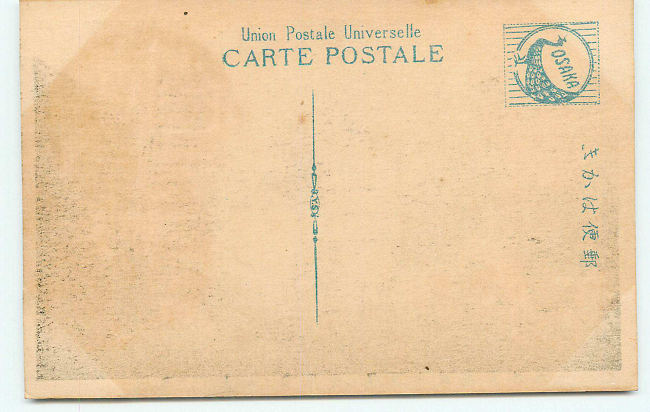 Union Postale Universelle
CARTE POSTALE
OSAKA
郵便はかき